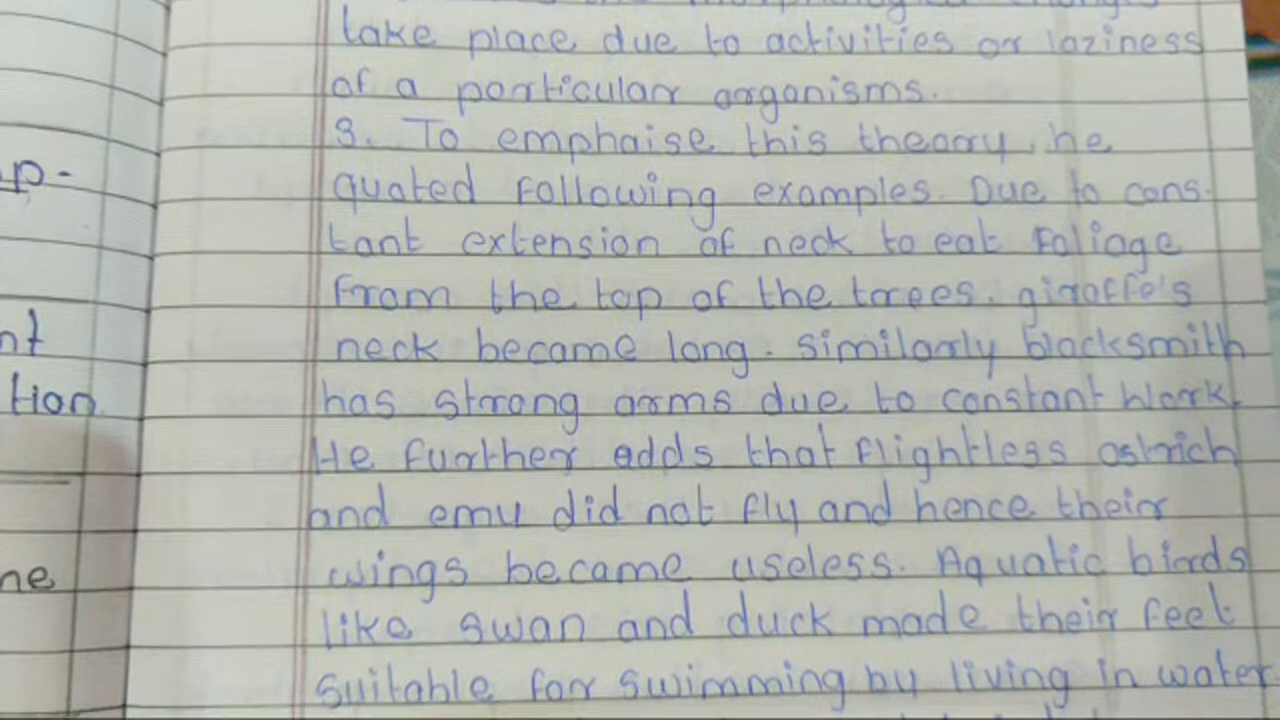 take place due to activities or laziness
of a particular organisms.
3. To emphaise this theory, he
quoted following examples. Due to cons-
tant extension of neck to eat foliage
from the top of the trees. giraffe's
neck became long. similarly blacksmith
has strong arms due to constant work.
He further adds that flightless ostrich
and emu did not fly and hence their
wings became useless. Aquatic birds
like swan and duck made their feet
suitable for swimming by living in water.
p.
nt
tion
ne